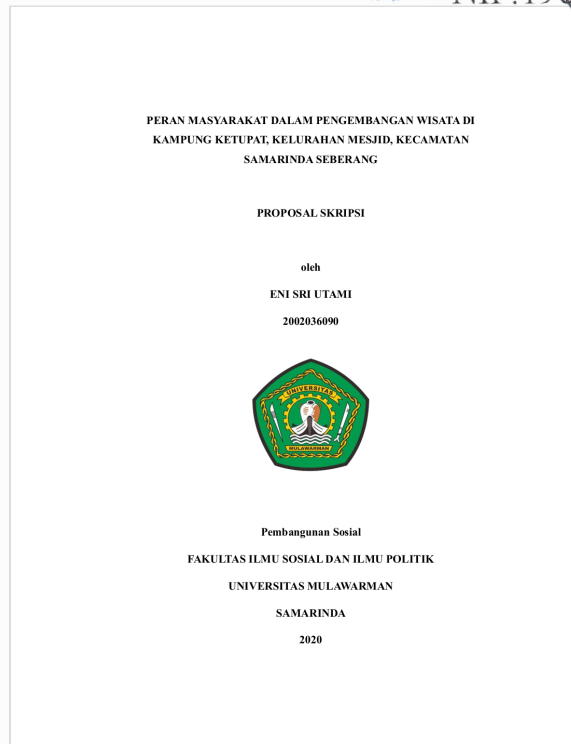 PERAN MASYARAKAT DALAM PENGEMBANGAN WISATA DI
KAMPUNG KETUPAT, KELURAHAN MESJID, KECAMATAN
SAMARINDA SEBERANG
PROPOSAL SKRIPSI
oleh
ENI SRI UTAMI
2002036090
UNIVERSITAS
MULAWARMAN
Pembangunan Sosial
FAKULTAS ILMU SOSIAL DAN ILMU POLITIK
UNIVERSITAS MULAWARMAN
SAMARINDA
2020